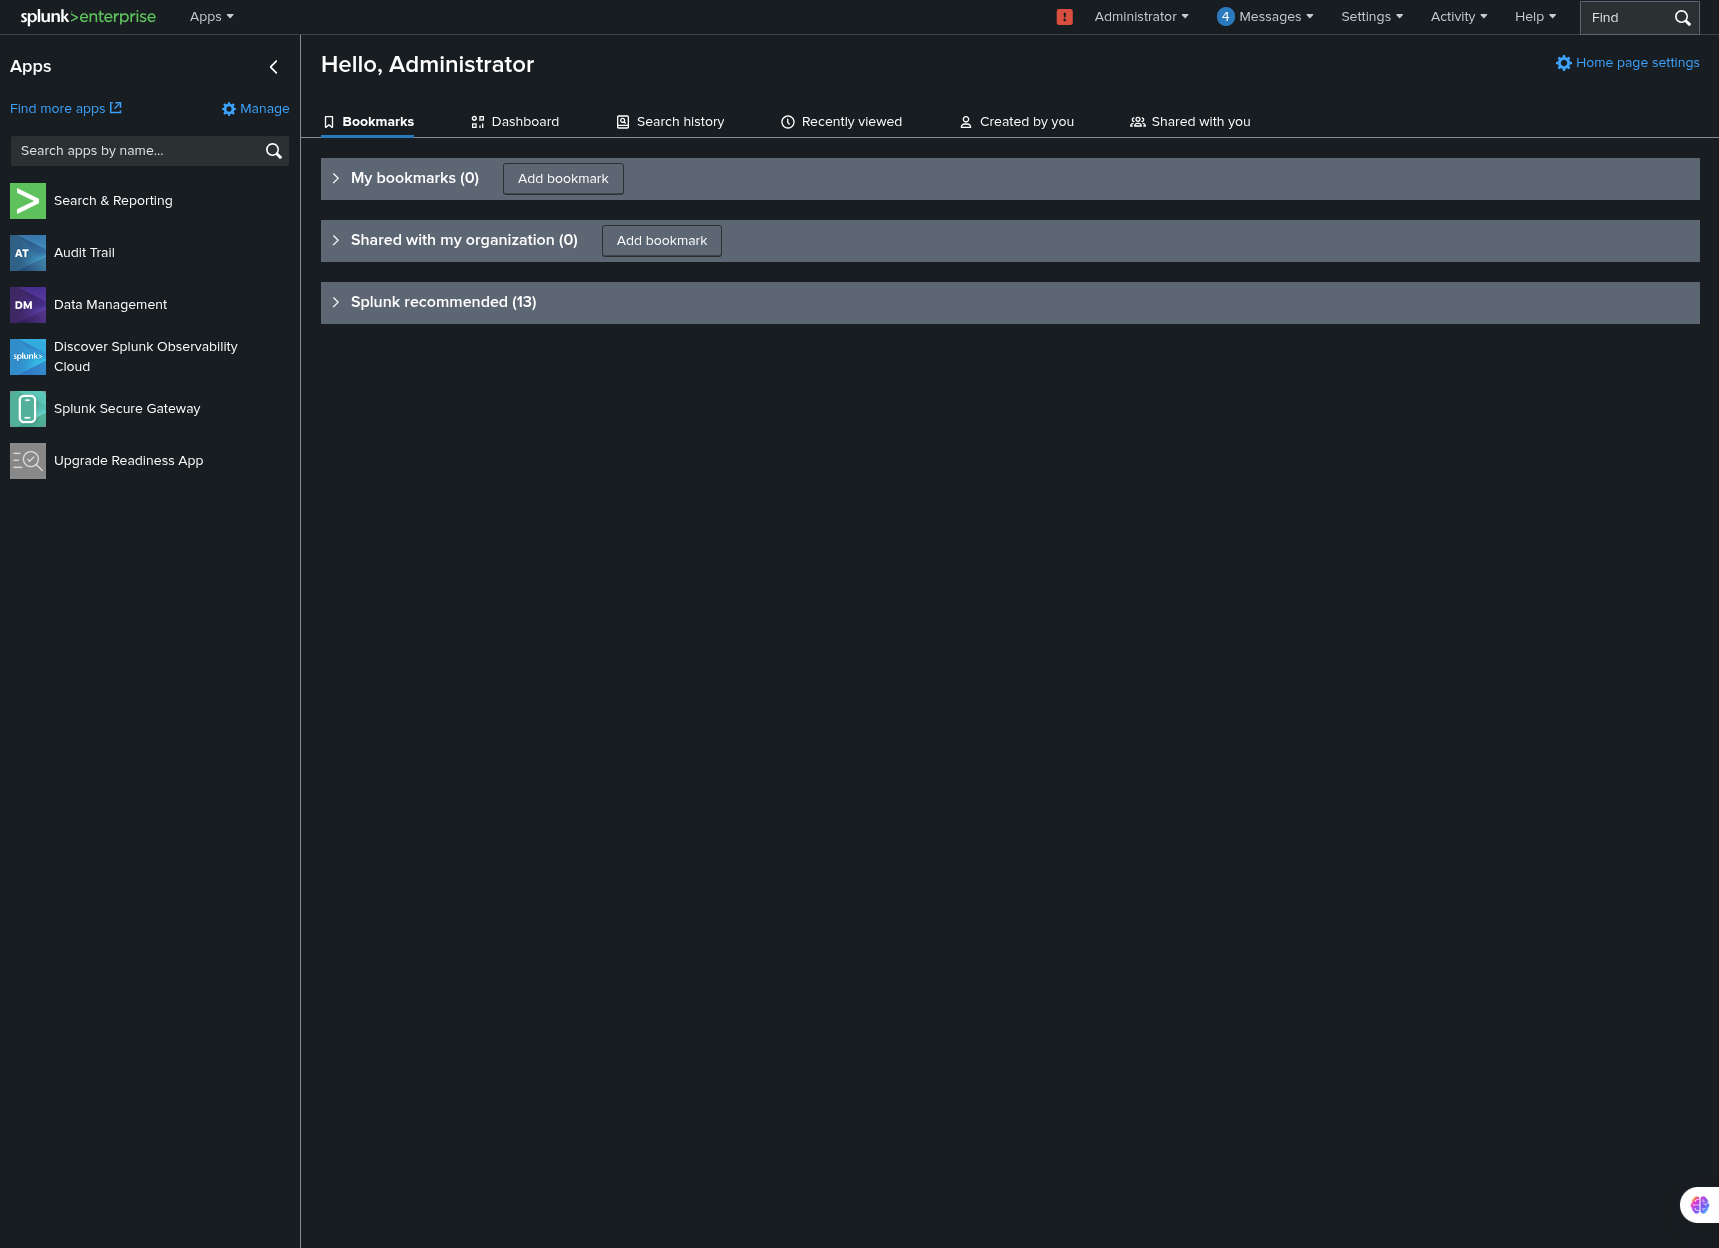 splunk>enterprise Apps Administrator 4 Messages Settings Activity Help Find
Apps
Find more apps Manage
Search apps by name...
Search & Reporting
AT Audit Trail
DM Data Management
splunk> Discover Splunk Observability
Cloud
Splunk Secure Gateway
Upgrade Readiness App
Hello, Administrator
Home page settings
Bookmarks Dashboard Search history Recently viewed Created by you Shared with you
My bookmarks (0) Add bookmark
Shared with my organization (0) Add bookmark
Splunk recommended (13)